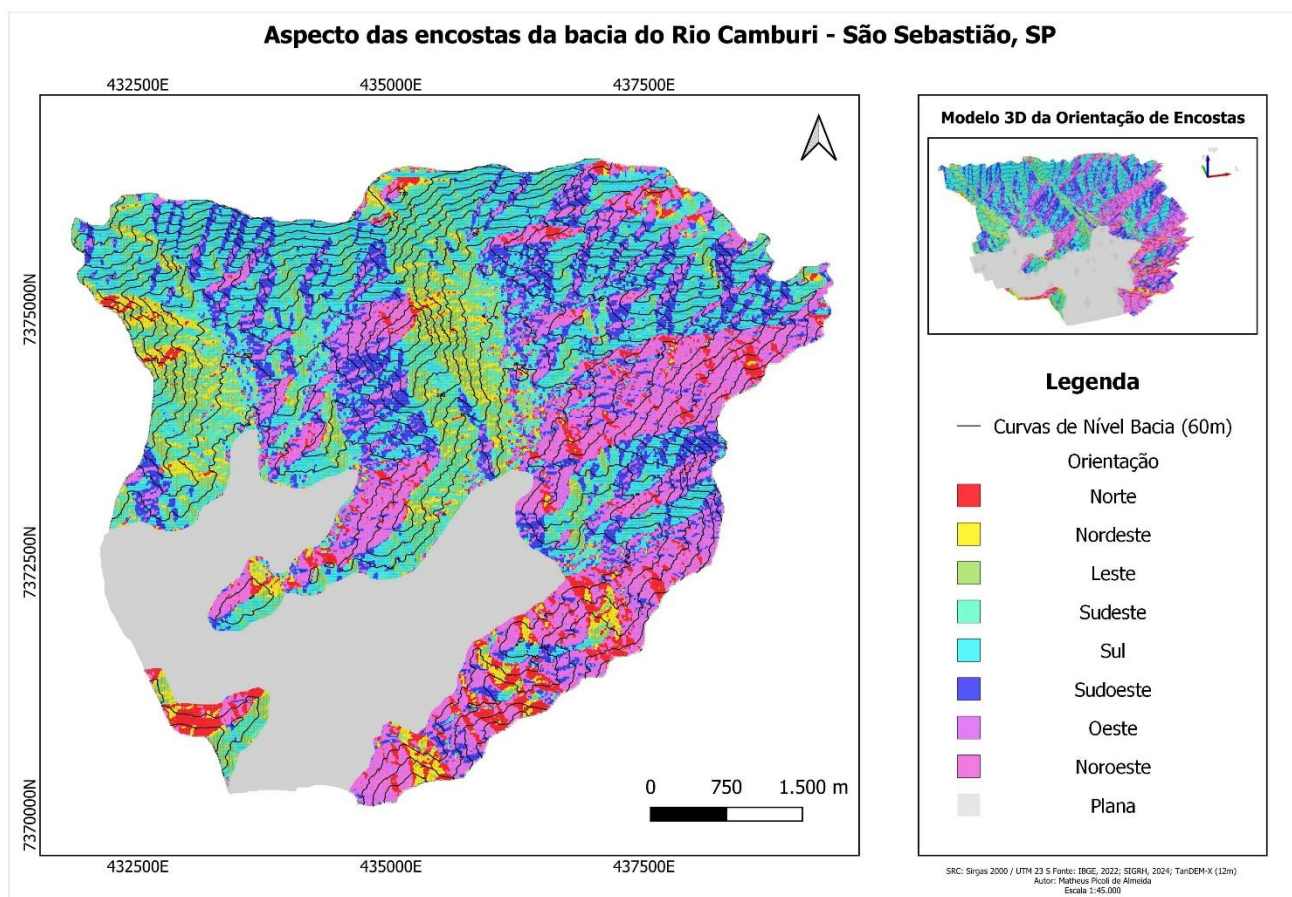 Aspecto das encostas da bacia do Rio Camburi - São Sebastião, SP
432500E
435000E
437500E
7375000N
7372500N
7370000N
0 750 1.500 m
432500E
435000E
437500E
Modelo 3D da Orientação de Encostas
Legenda
Curvas de Nível Bacia (60m)
Orientação
Norte
Nordeste
Leste
Sudeste
Sul
Sudoeste
Oeste
Noroeste
Plana
SRC: Sirgas 2000 / UTM 23 S Fonte: IBGE, 2022; SIGRH, 2024; TanDEM-X (12m)
Autor: Matheus Picoli de Almeida
Escala 1:45.000